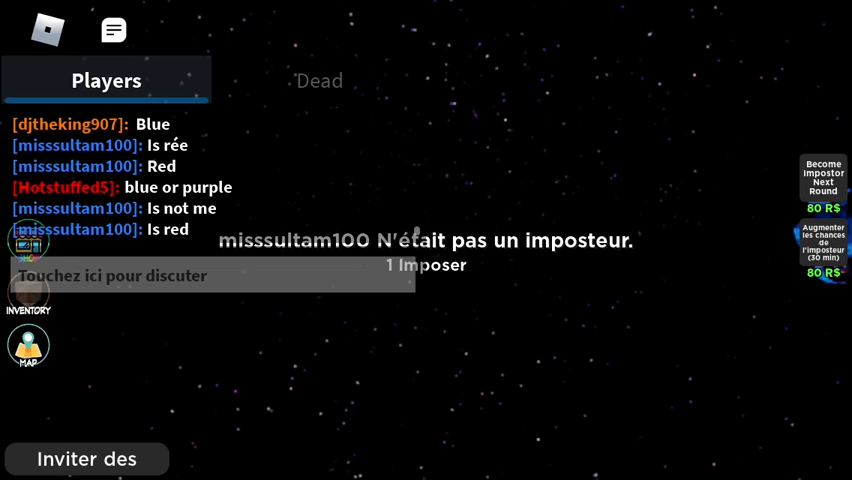 Players
Dead
[djtheking907]: Blue
[misssultam100]: Is rée
[misssultam100]: Red
[Hotstuffed5]: blue or purple
[misssultam100]: Is not me
[misssultam100]: Is red
misssultam100 N'était pas un imposteur.
1 Imposer
Touchez ici pour discuter
SHOP
INVENTORY
MAP
Become
Impostor
Next
Round
80 R$
Augmenter
les chances
de
l'imposteur
(30 min)
80 R$
Inviter des